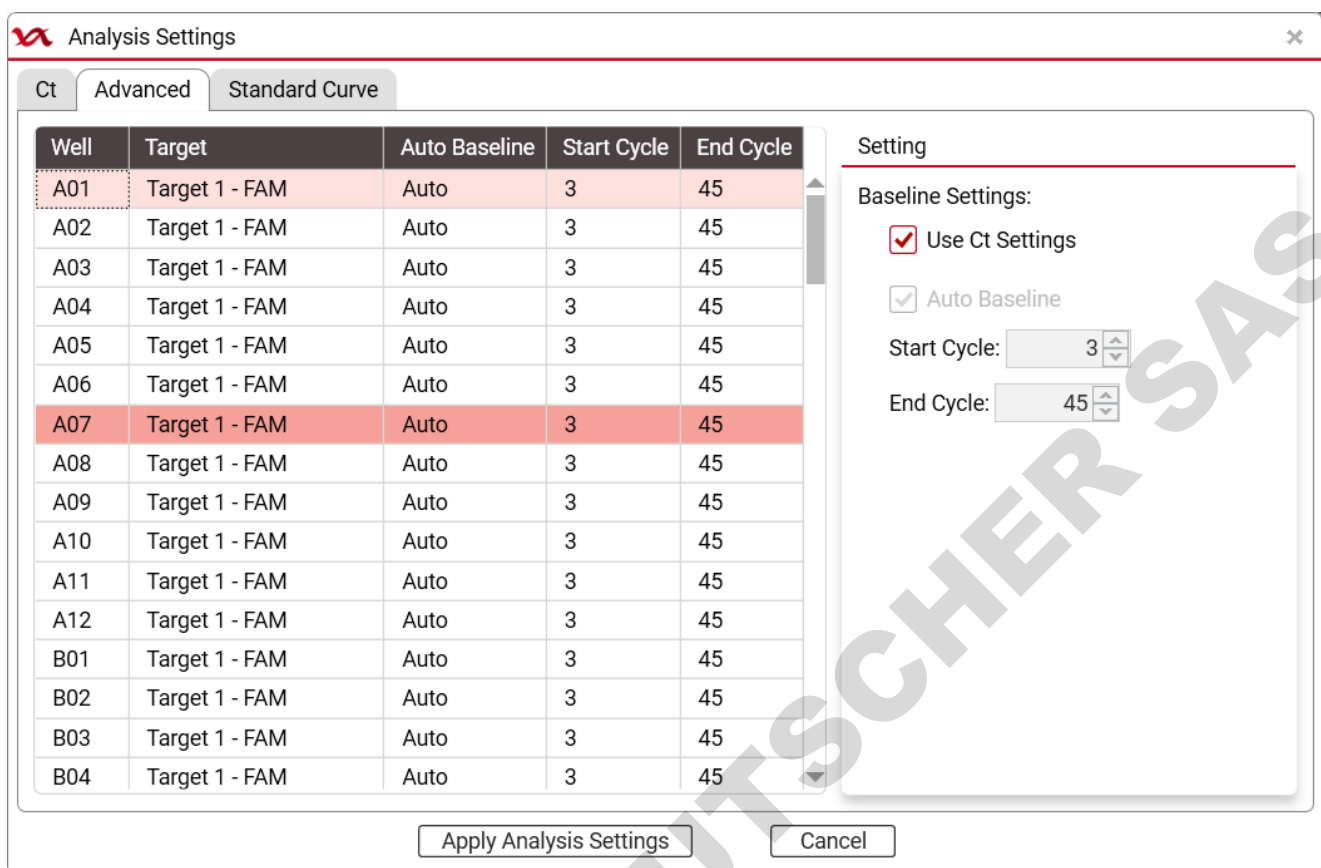 Analysis Settings
Ct Advanced Standard Curve
Well Target Auto Baseline Start Cycle End Cycle
A01 Target 1 - FAM Auto 3 45
A02 Target 1 - FAM Auto 3 45
A03 Target 1 - FAM Auto 3 45
A04 Target 1 - FAM Auto 3 45
A05 Target 1 - FAM Auto 3 45
A06 Target 1 - FAM Auto 3 45
A07 Target 1 - FAM Auto 3 45
A08 Target 1 - FAM Auto 3 45
A09 Target 1 - FAM Auto 3 45
A10 Target 1 - FAM Auto 3 45
A11 Target 1 - FAM Auto 3 45
A12 Target 1 - FAM Auto 3 45
B01 Target 1 - FAM Auto 3 45
B02 Target 1 - FAM Auto 3 45
B03 Target 1 - FAM Auto 3 45
B04 Target 1 - FAM Auto 3 45
Setting
Baseline Settings:
Use Ct Settings
Auto Baseline
Start Cycle: 3
End Cycle: 45
Apply Analysis Settings Cancel
UTSCHER SAS